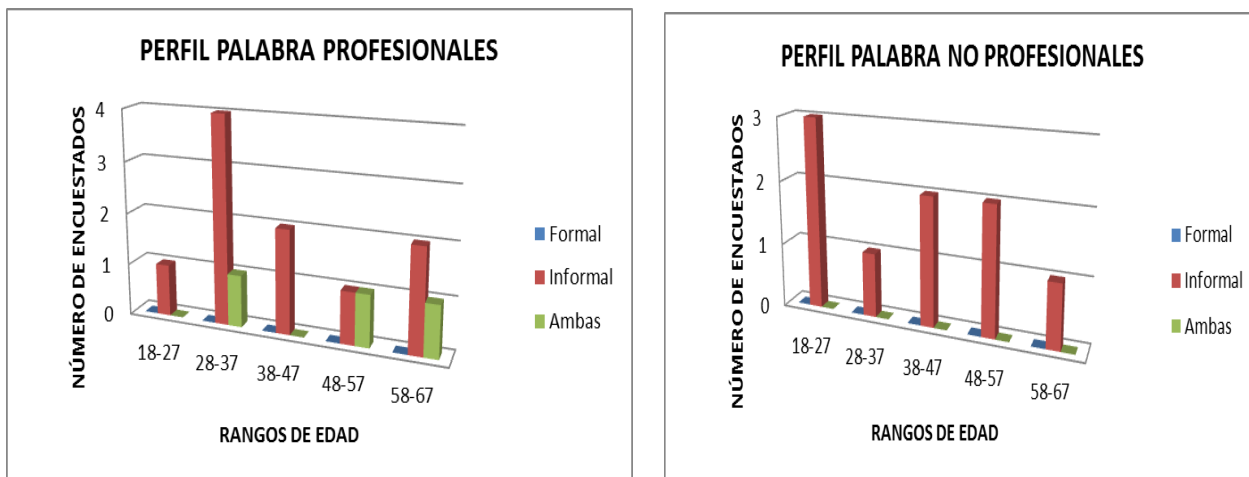 PERFIL PALABRA PROFESIONALES
NÚMERO DE ENCUESTADOS
4
3
2
1
0
18-27
28-37
38-47
48-57
58-67
RANGOS DE EDAD
Formal
Informal
Ambas
PERFIL PALABRA NO PROFESIONALES
NÚMERO DE ENCUESTADOS
3
2
1
0
18-27
28-37
38-47
48-57
58-67
RANGOS DE EDAD
Formal
Informal
Ambas